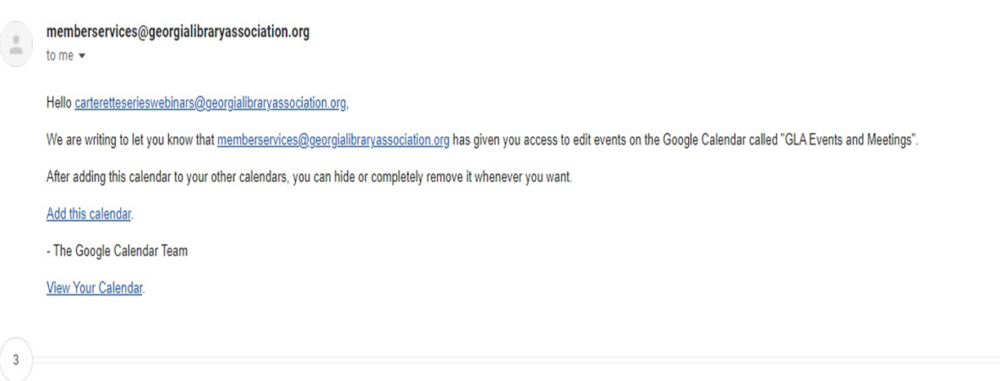 memberservices@georgialibraryassociation.org
to me
Hello carteretteserieswebinars@georgialibraryassociation.org,
We are writing to let you know that memberservices@georgialibraryassociation.org has given you access to edit events on the Google Calendar called "GLA Events and Meetings".
After adding this calendar to your other calendars, you can hide or completely remove it whenever you want.
Add this calendar.
- The Google Calendar Team
View Your Calendar.
3